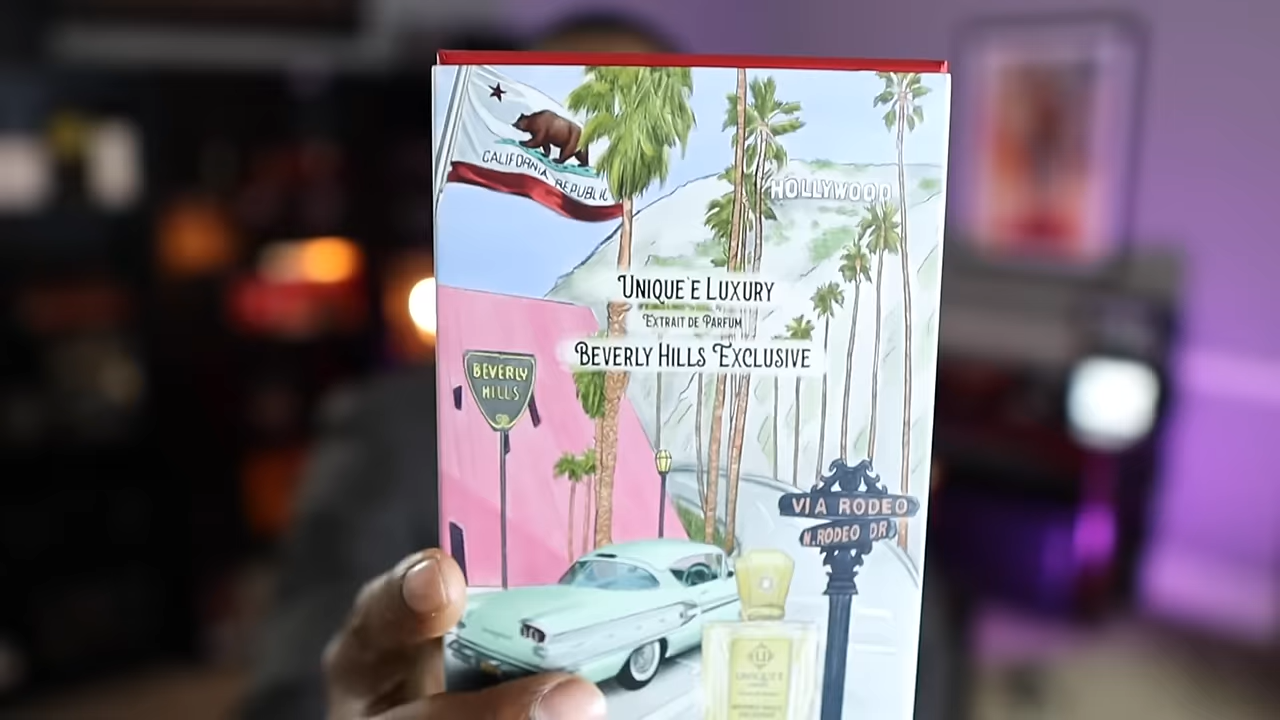 CALIFORNIA REPUBLIC
HOLLYWOOD
UNIQUE'E LUXURY
EXTRAIT DE PARFUM
BEVERLY HILLS EXCLUSIVE
BEVERLY
HILLS
VIA RODEO
N. RODEO DR